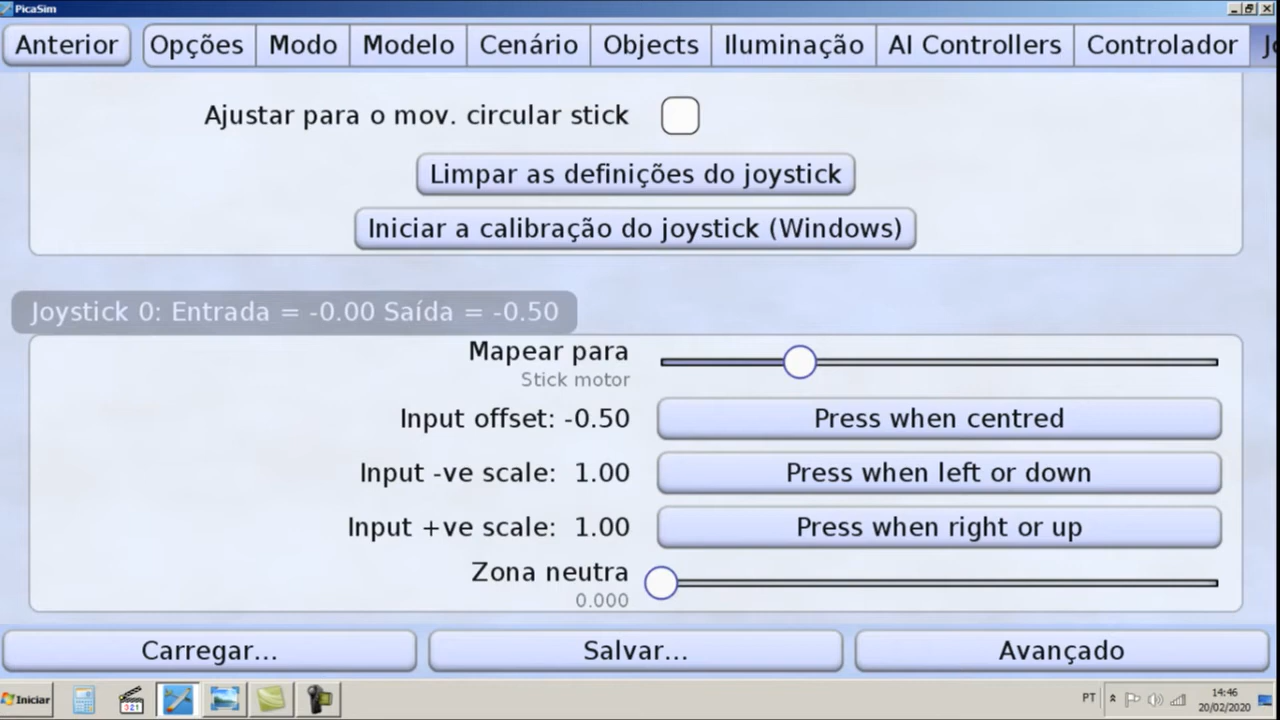 PicaSim
Anterior Opções Modo Modelo Cenário Objects Iluminação AI Controllers Controlador
Ajustar para o mov. circular stick
Limpar as definições do joystick
Iniciar a calibração do joystick (Windows)
Joystick 0: Entrada = -0.00 Saída = -0.50
Mapear para
Stick motor
Input offset: -0.50 Press when centred
Input -ve scale: 1.00 Press when left or down
Input +ve scale: 1.00 Press when right or up
Zona neutra
0.000
Carregar... Salvar... Avançado
Iniciar 321 PT 14:46
20/02/2020